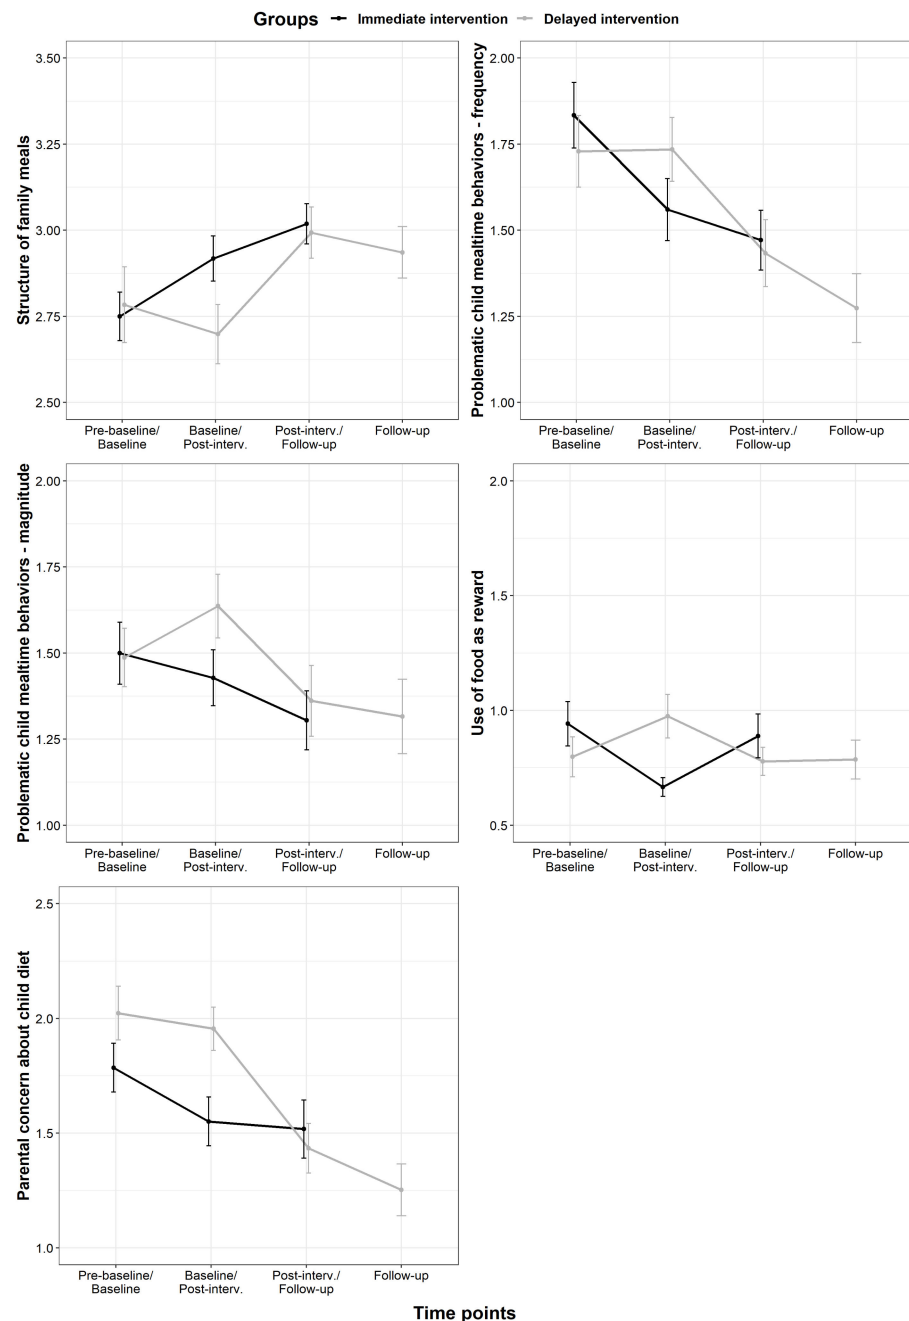 Groups Immediate intervention Delayed intervention
Structure of family meals
3.50
3.25
3.00
2.75
2.50
Pre-baseline/ Baseline/ Post-interv./ Follow-up
Baseline Post-interv. Follow-up
Problematic child mealtime behaviors - frequency
2.00
1.75
1.50
1.25
1.00
Pre-baseline/ Baseline/ Post-interv./ Follow-up
Baseline Post-interv. Follow-up
Problematic child mealtime behaviors - magnitude
2.00
1.75
1.50
1.25
1.00
Pre-baseline/ Baseline/ Post-interv./ Follow-up
Baseline Post-interv. Follow-up
Use of food as reward
2.0
1.5
1.0
0.5
Pre-baseline/ Baseline/ Post-interv./ Follow-up
Baseline Post-interv. Follow-up
Parental concern about child diet
2.5
2.0
1.5
1.0
Pre-baseline/ Baseline/ Post-interv./ Follow-up
Baseline Post-interv. Follow-up
Time points